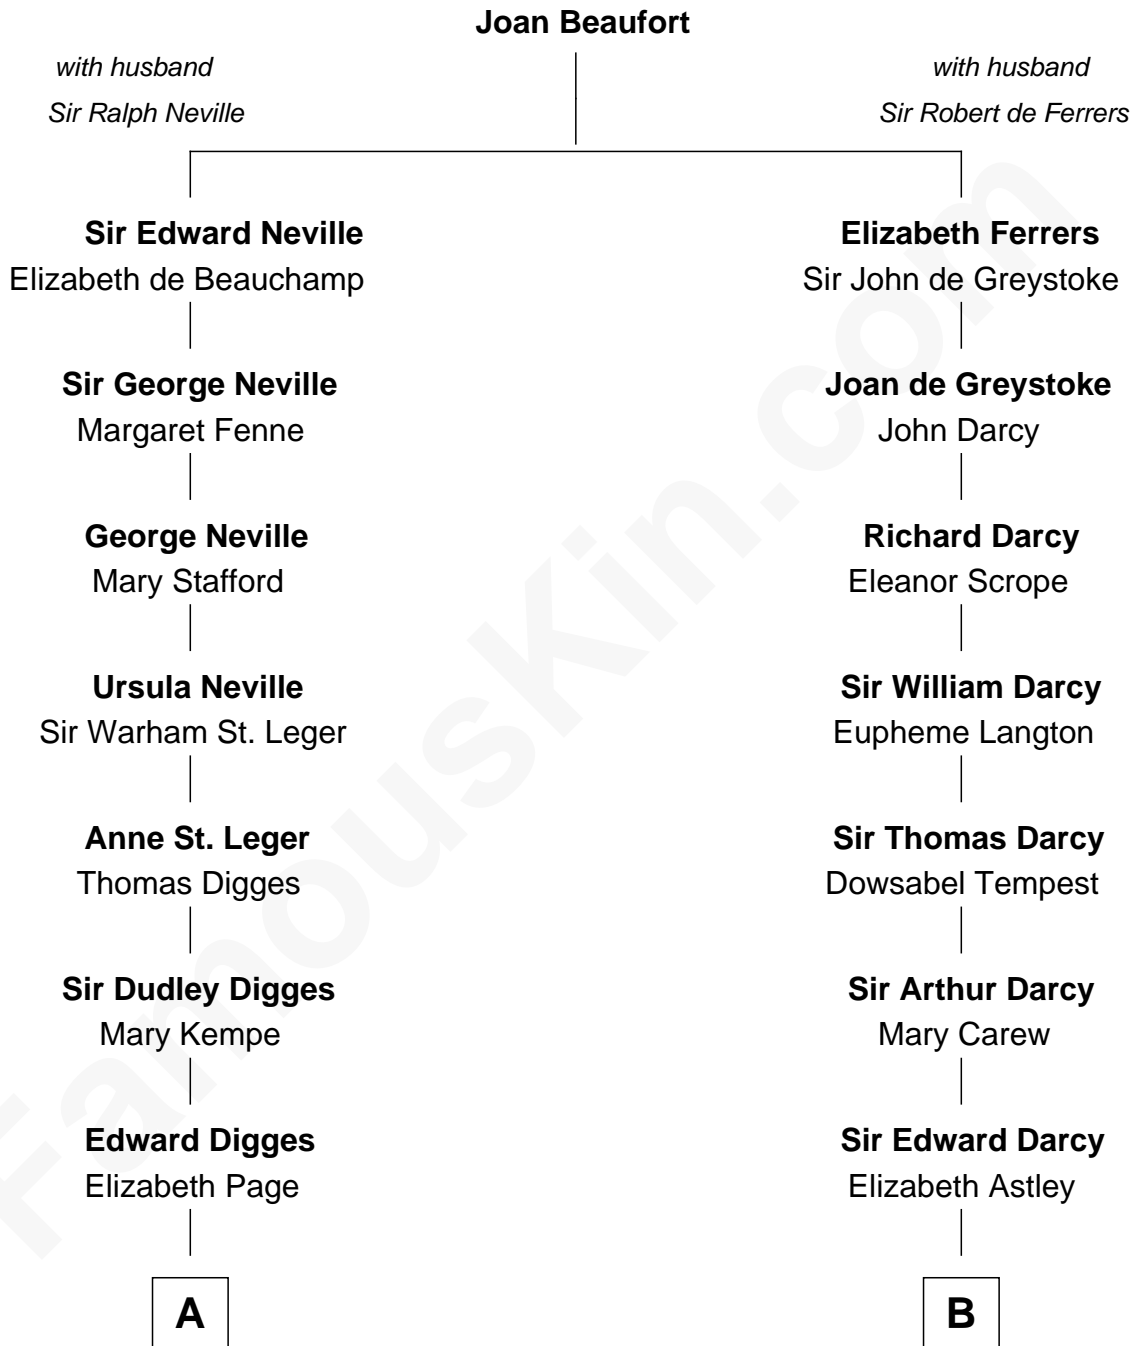 Joan Beaufort
with husband
Sir Ralph Neville
with husband
Sir Robert de Ferrers
Sir Edward Neville
Elizabeth de Beauchamp
Elizabeth Ferrers
Sir John de Greystoke
Sir George Neville
Margaret Fenne
Joan de Greystoke
John Darcy
George Neville
Mary Stafford
Richard Darcy
Eleanor Scrope
Ursula Neville
Sir Warham St. Leger
Sir William Darcy
Eupheme Langton
Anne St. Leger
Thomas Digges
Sir Thomas Darcy
Dowsabel Tempest
Sir Dudley Digges
Mary Kempe
Sir Arthur Darcy
Mary Carew
Edward Digges
Elizabeth Page
Sir Edward Darcy
Elizabeth Astley
A
B
FamousKin.com